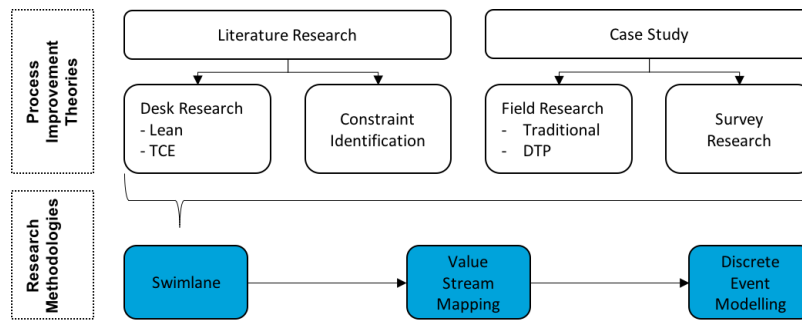 Process
Improvement
Theories
Literature Research
Case Study
Desk Research
- Lean
- TCE
Constraint
Identification
Field Research
- Traditional
- DTP
Survey
Research
Research
Methodologies
Swimlane
Value
Stream
Mapping
Discrete
Event
Modelling